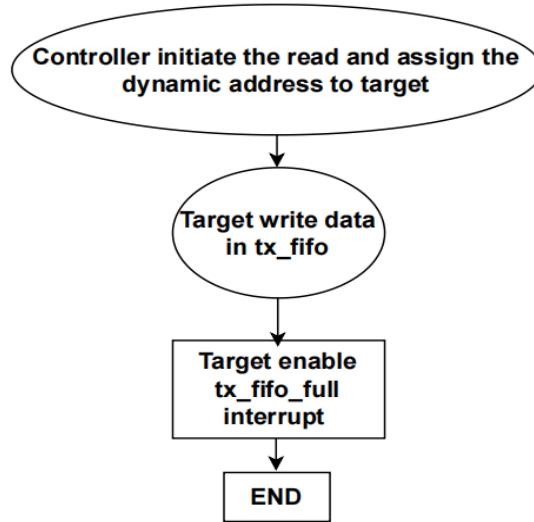 Controller initiate the read and assign the
dynamic address to target
Target write data
in tx_fifo
Target enable
tx_fifo_full
interrupt
END